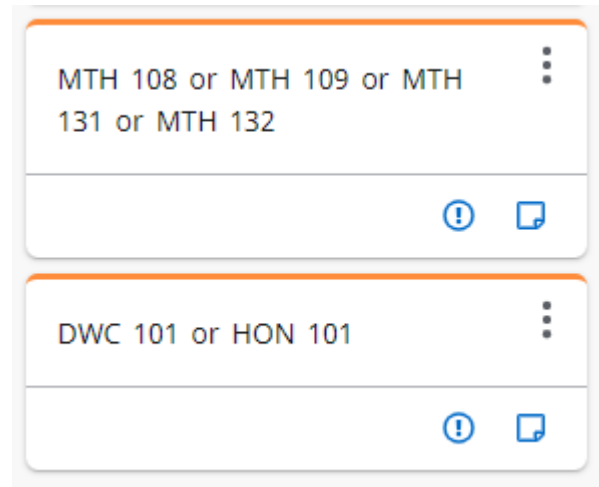 MTH 108 or MTH 109 or MTH
131 or MTH 132
DWC 101 or HON 101